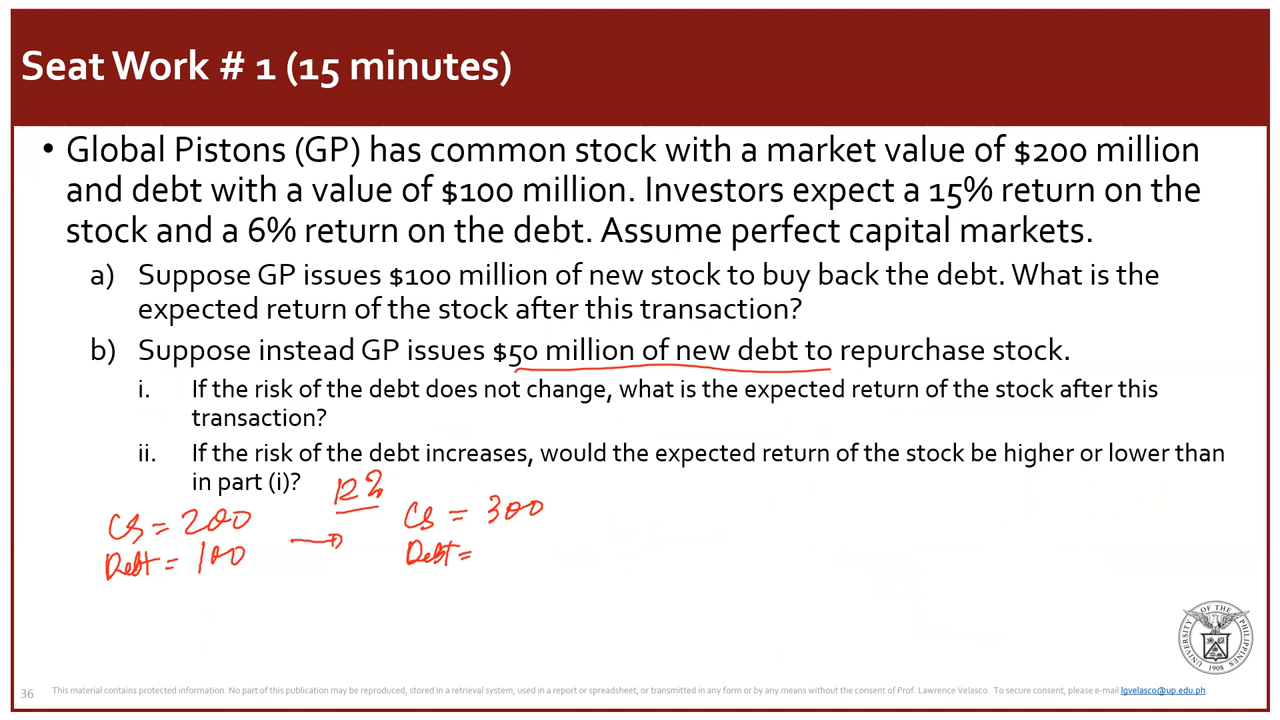 Seat Work # 1 (15 minutes)
• Global Pistons (GP) has common stock with a market value of $200 million
and debt with a value of $100 million. Investors expect a 15% return on the
stock and a 6% return on the debt. Assume perfect capital markets.
a) Suppose GP issues $100 million of new stock to buy back the debt. What is the
expected return of the stock after this transaction?
b) Suppose instead GP issues $50 million of new debt to repurchase stock.
i. If the risk of the debt does not change, what is the expected return of the stock after this
transaction?
ii. If the risk of the debt increases, would the expected return of the stock be higher or lower than
in part (i)?
12%
CS = 200 → CS = 300
Debt = 100 Debt =
UNIVERSITY OF THE PHILIPPINES
1908
36
This material contains protected information. No part of this publication may be reproduced, stored in a retrieval system, used in a report or spreadsheet, or transmitted in any form or by any means without the consent of Prof. Lawrence Velasco. To secure consent, please e-mail lgvelasco@up.edu.ph.